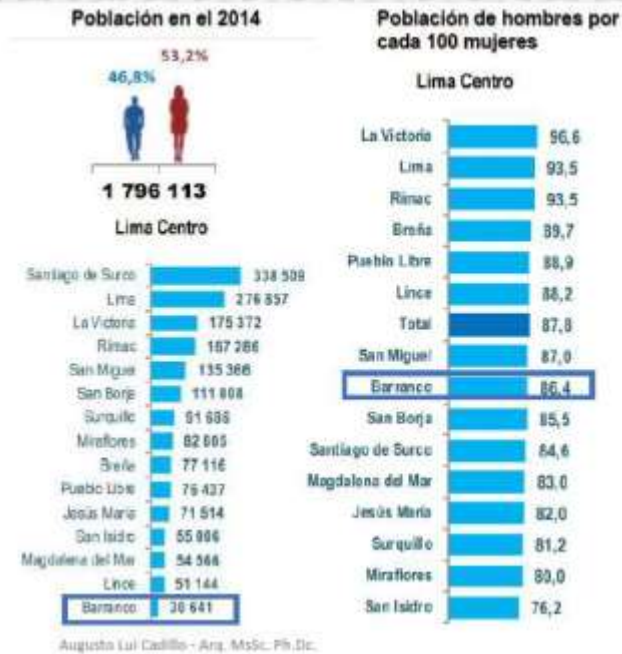 Población en el 2014
46,8%
53,2%
1 796 113
Lima Centro
Santiago de Surco 338 509
Lima 276 857
La Victoria 175 372
Rimac 167 286
San Miguel 135 366
San Borja 111 808
Surquillo 91 686
Miraflores 82 805
Breña 77 116
Pueblo Libre 76 437
Jesús María 71 514
San Isidro 55 006
Magdalena del Mar 54 566
Lince 51 144
Barranco 30 641
Augusto Lui Cadillo - Arq. MsSc. Ph.Dc.
Población de hombres por
cada 100 mujeres
Lima Centro
La Victoria 96,6
Lima 93,5
Rimac 93,5
Breña 89,7
Pueblo Libre 88,9
Lince 88,2
Total 87,8
San Miguel 87,0
Barranco 86,4
San Borja 85,5
Santiago de Surco 84,6
Magdalena del Mar 83,0
Jesús María 82,0
Surquillo 81,2
Miraflores 80,0
San Isidro 76,2